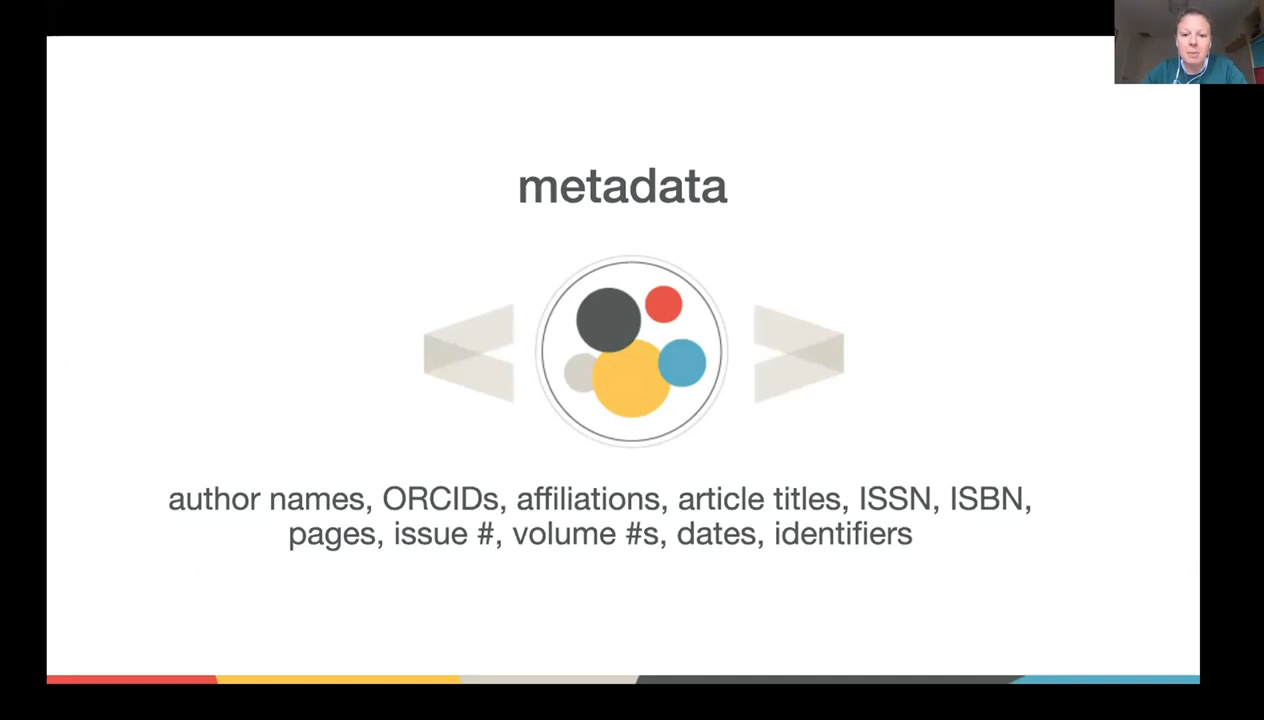 metadata
author names, ORCIDs, affiliations, article titles, ISSN, ISBN,
pages, issue #, volume #s, dates, identifiers